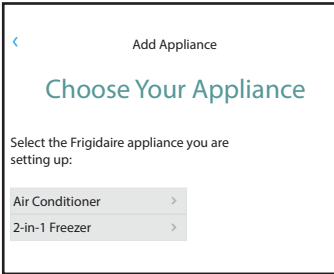 Add Appliance
Choose Your Appliance
Select the Frigidaire appliance you are
setting up:
Air Conditioner
2-in-1 Freezer